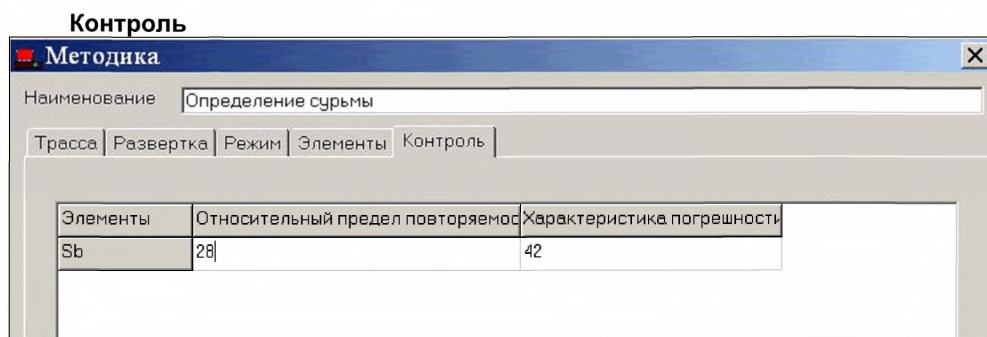 Контроль
Методика
Наименование Определение сурьмы
Трасса Развертка Режим Элементы Контроль
Элементы Относительный предел повторяемос Характеристика погрешности
Sb 28 42